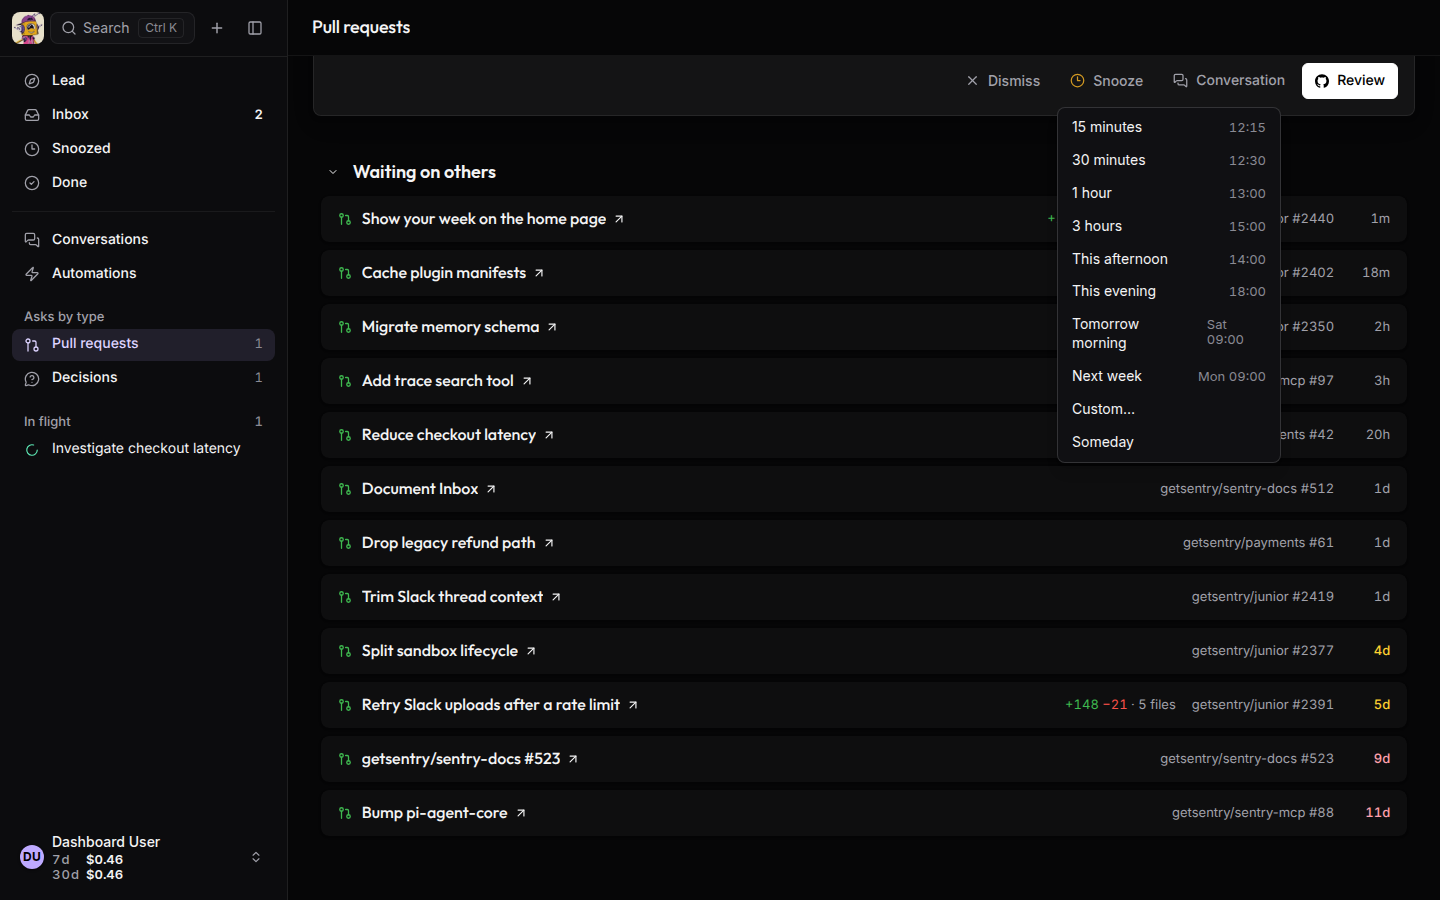 Search Ctrl K
Pull requests
Lead
Inbox 2
Snoozed
Done
Conversations
Automations
Asks by type
Pull requests 1
Decisions 1
In flight 1
Investigate checkout latency
DU
Dashboard User
7d $0.46
30d $0.46
Dismiss Snooze Conversation Review
15 minutes 12:15
30 minutes 12:30
1 hour 13:00
3 hours 15:00
This afternoon 14:00
This evening 18:00
Tomorrow morning Sat 09:00
Next week Mon 09:00
Custom...
Someday
Waiting on others
Show your week on the home page + #2440 1m
Cache plugin manifests #2402 18m
Migrate memory schema #2350 2h
Add trace search tool #97 3h
Reduce checkout latency #42 20h
Document Inbox getsentry/sentry-docs #512 1d
Drop legacy refund path getsentry/payments #61 1d
Trim Slack thread context getsentry/junior #2419 1d
Split sandbox lifecycle getsentry/junior #2377 4d
Retry Slack uploads after a rate limit +148 −21 · 5 files getsentry/junior #2391 5d
getsentry/sentry-docs #523 getsentry/sentry-docs #523 9d
Bump pi-agent-core getsentry/sentry-mcp #88 11d